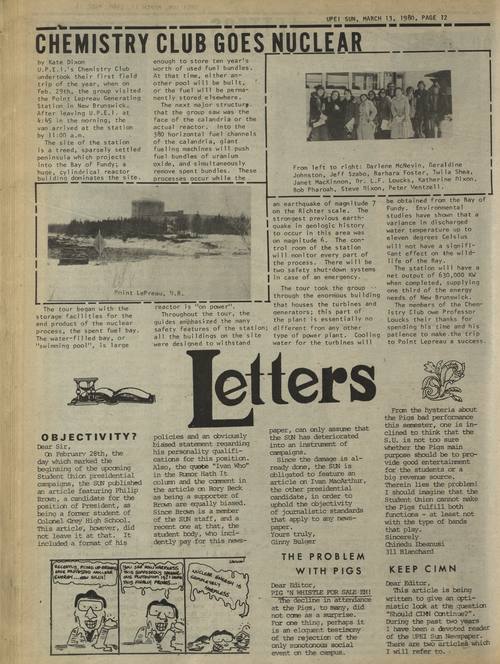 UPEI SUN, MARCH 13, 1980, PAGE 12
CHEMISTRY CLUB GOES NUCLEAR
by Kate Dixon
U.P.E.I.'s Chemistry Club
undertook their first field
trip of the year, when on
Feb. 29th, the group visited
the Point Lepreau Generating
Station in New Brunswick.
After leaving U.P.E.I. at
4:45 in the morning, the
van arrived at the station
by 11:00 a.m.
The site of the station
is a treed, sparsely settled
peninsula which projects
into the Bay of Fundy; a
huge, cylindrical reactor
building dominates the site.
Point LePreau, N.B.
The tour began with the
storage facilities for the
end product of the nuclear
process, the spent fuel bay.
The water-filled bay, or
"swimming pool", is large
enough to store ten year's
worth of used fuel bundles.
At that time, either an-
other pool will be built,
or the fuel will be perma-
nently stored elsewhere.
The next major structure
that the group saw was the
face of the calandria or the
actual reactor. Into the
380 horizontal fuel channels
of the calandria, giant
fueling machines will push
fuel bundles of uranium
oxide, and simultaneously
remove spent bundles. These
processes occur while the
reactor is "on power".
Throughout the tour, the
guides emphasized the many
safety features of the station;
all the buildings on the site
were designed to withstand
From left to right: Darlene McNevin, Geraldine
Johnston, Jeff Szabo, Barbara Foster, Tulla Shea,
Janet MacKinnon, Dr. L.F. Loucks, Katherine Dixon,
Bob Pharoah, Steve Dixon, Peter Wentzell.
an earthquake of magnitude 7
on the Richter scale. The
strongest previous earth-
quake in geologic history
to occur in this area was
on magnitude 6. The con-
trol room of the station
will monitor every part of
the process. There will be
two safety shut-down systems
in case of an emergency.
The tour took the group
through the enormous building
that houses the turbines and
generators; this part of
the plant is essentially no
different from any other
type of power plant. Cooling
water for the turbines will
be obtained from the Bay of
Fundy. Environmental
studies have shown that a
variance in discharged
water temperature up to
eleven degrees Celsius
will not have a signifi-
cant effect on the wild-
life of the Bay.
The station will have a
net output of 630,000 KW
when completed, supplying
one third of the energy
needs of New Brunswick.
The members of the Chem-
istry Club owe Professor
Loucks their thanks for
spending his time and his
patience to make the trip
to Point Lepreau a success.
Letters
OBJECTIVITY?
Dear Sir,
On February 28th, the
day which marked the
beginning of the upcoming
Student Union presidential
campaigns, the SUN published
an article featuring Philip
Brown, a candidate for the
position of President, as
being a former student of
Colonel Grey High School.
This article, however, did
not leave it at that. It
included a format of his
policies and an obviously
biased statement regarding
his personality qualifi-
cations for this position.
Also, the quote "Ivan Who"
in the Rumor Hath It
column and the comment in
the article on Rory Beck
as being a supporter of
Brown are equally biased.
Since Brown is a member
of the SUN staff, and a
recent one at that, the
student body, who inci-
dently pay for this news-
paper, can only assume that
the SUN has deteriorated
into an instrument of
campaigns.
Since the damage is al-
ready done, the SUN is
obligated to feature an
article on Ivan MacArthur,
the other presidential
candidate, in order to
uphold the objectivity
of journalistic standards
that apply to any news-
paper.
Yours truly,
Ginny Bulger
THE PROBLEM
WITH PIGS
Dear Editor,
PIG 'N WHISTLE FOR SALE EH!
The decline in attendance
at the Pigs, to many, did
not come as a surprise.
For one thing, perhaps it
is an eloquent testimony
of the rejection of the
only monotonous social
event on the campus.
From the hysteria about
the Pigs bad performance
this semester, one is in-
clined to think that the
S.U. is not to sure
whether the Pigs main
purpose should be to pro-
vide good entertainment
for the students or a
big revenue source.
Therein lies the problem!
I should imagine that the
Student Union cannot make
the Pigs fulfill both
functions - at least not
with the type of bands
that play.
Sincerely
Chinedu Ibeanusi
311 Blanchard
KEEP CIMN
Dear Editor,
This article is being
written to give an opti-
mistic look at the question
"Should CIMN Continue?".
During the past two years
I have been a devoted reader
of the UPEI Sun Newspaper.
There are two articles which
I will refer to.
NUCLEAR ENERGY IS
COMPLETELY
HARMLESS.